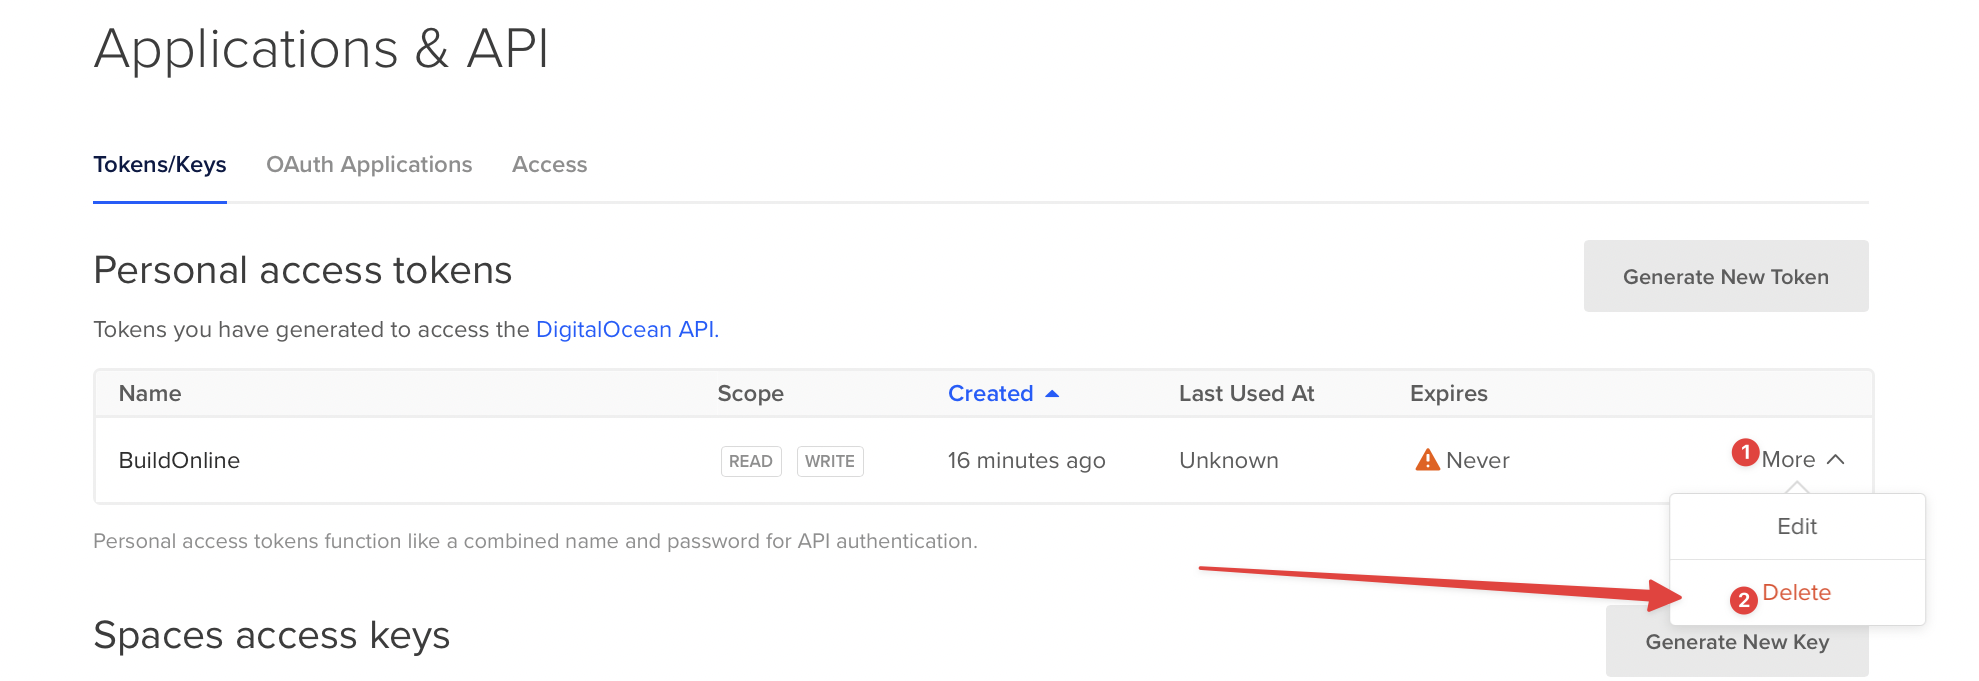 Applications & API
Tokens/Keys OAuth Applications Access
Personal access tokens
Generate New Token
Tokens you have generated to access the DigitalOcean API.
Name Scope Created Last Used At Expires
BuildOnline READ WRITE 16 minutes ago Unknown Never 1 More
Edit
Personal access tokens function like a combined name and password for API authentication.
2 Delete
Spaces access keys
Generate New Key